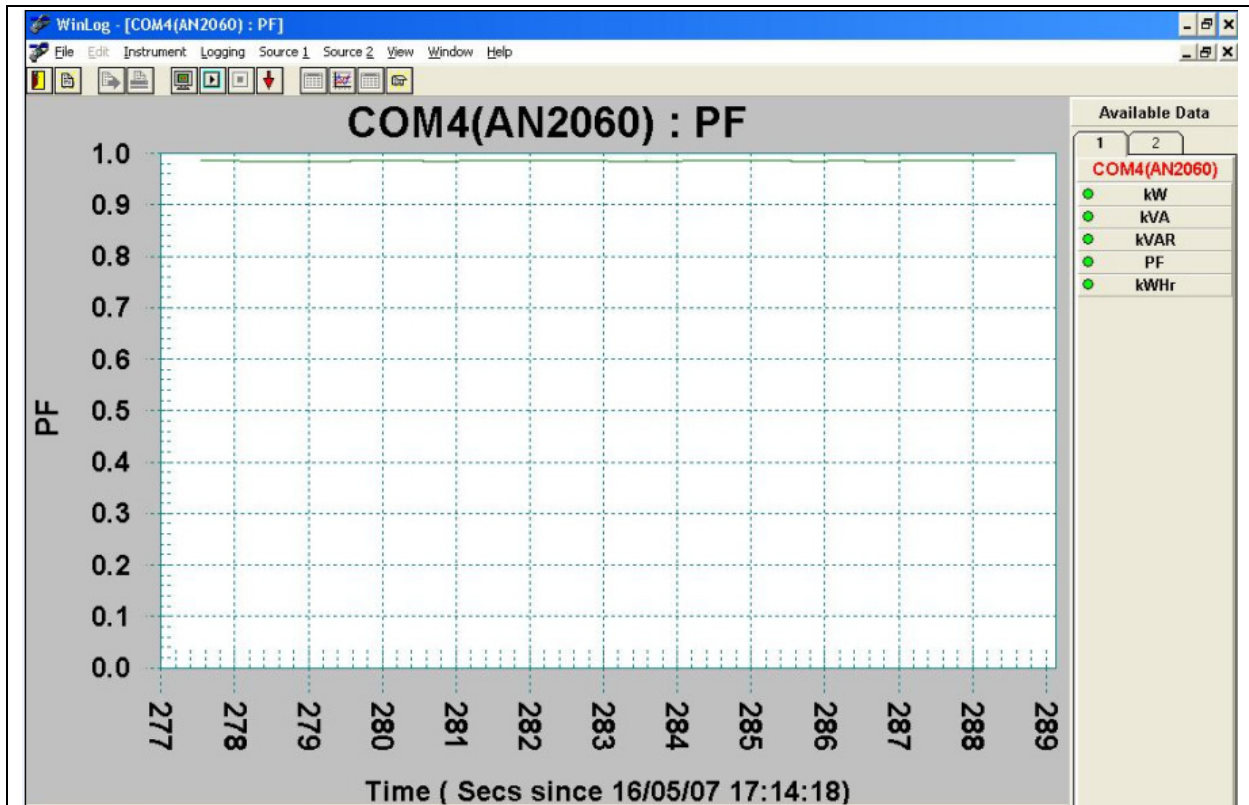 WinLog - [COM4(AN2060) : PF]
File Edit Instrument Logging Source 1 Source 2 View Window Help
COM4(AN2060) : PF
Available Data
1 2
COM4(AN2060)
kW
kVA
kVAR
PF
kWHr
PF
1.0
0.9
0.8
0.7
0.6
0.5
0.4
0.3
0.2
0.1
0.0
277 278 279 280 281 282 283 284 285 286 287 288 289
Time ( Secs since 16/05/07 17:14:18)